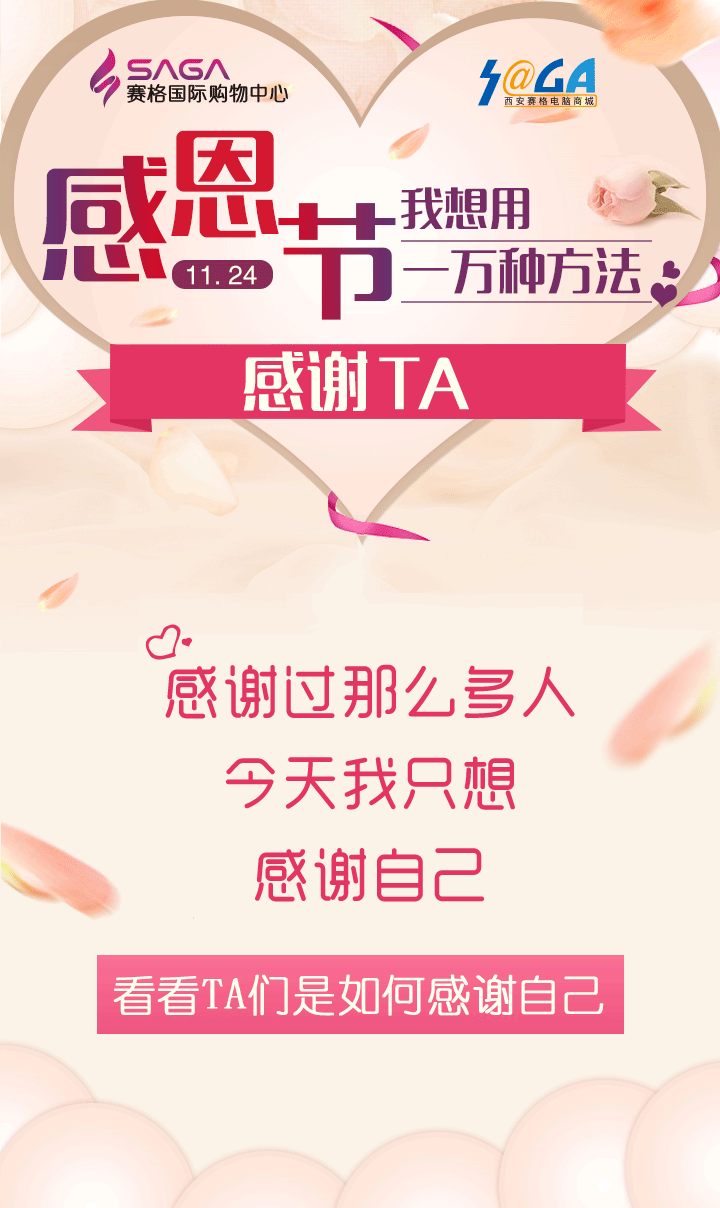 SAGA
赛格国际购物中心
S@GA
西安赛格电脑商城
感恩节
11.24
我想用
一万种方法
感谢TA
感谢过那么多人
今天我只想
感谢自己
看看TA们是如何感谢自己